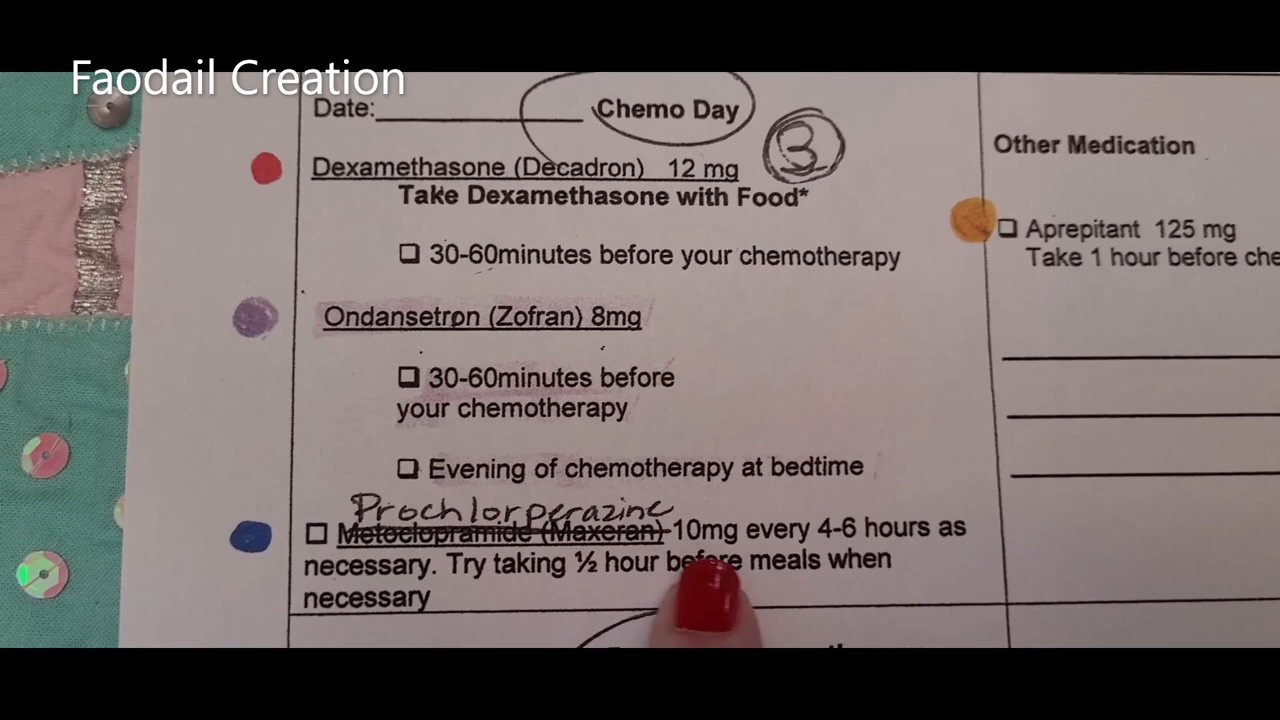 Faodail Creation
Date:__________ Chemo Day
3
Dexamethasone (Decadron) 12 mg
Take Dexamethasone with Food*
❑ 30-60minutes before your chemotherapy
Ondansetron (Zofran) 8mg
❑ 30-60minutes before
your chemotherapy
❑ Evening of chemotherapy at bedtime
Prochlorperazine
❑ Metoclopramide (Maxeran) 10mg every 4-6 hours as
necessary. Try taking ½ hour before meals when
necessary
Other Medication
❑ Aprepitant 125 mg
Take 1 hour before che